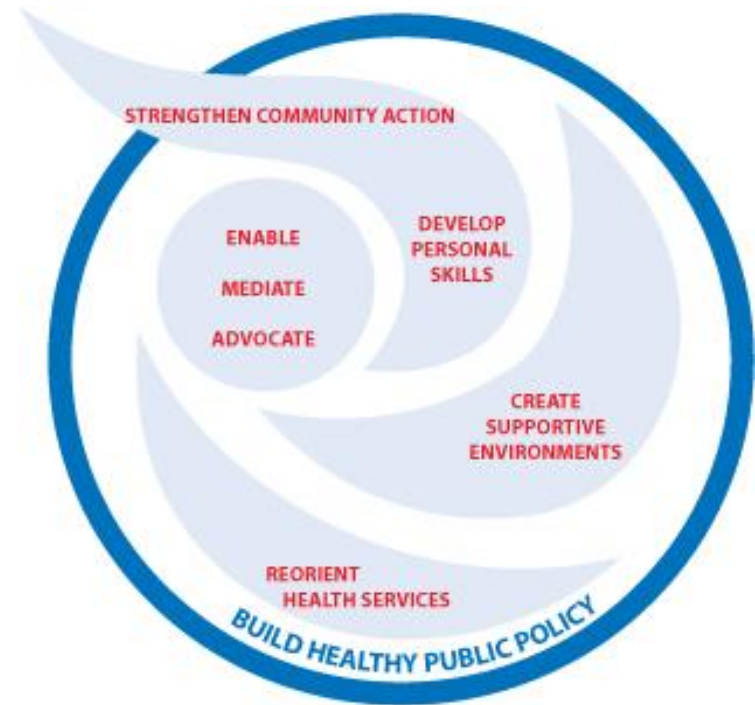 STRENGTHEN COMMUNITY ACTION
ENABLE
MEDIATE
ADVOCATE
DEVELOP
PERSONAL
SKILLS
CREATE
SUPPORTIVE
ENVIRONMENTS
REORIENT
HEALTH SERVICES
BUILD HEALTHY PUBLIC POLICY